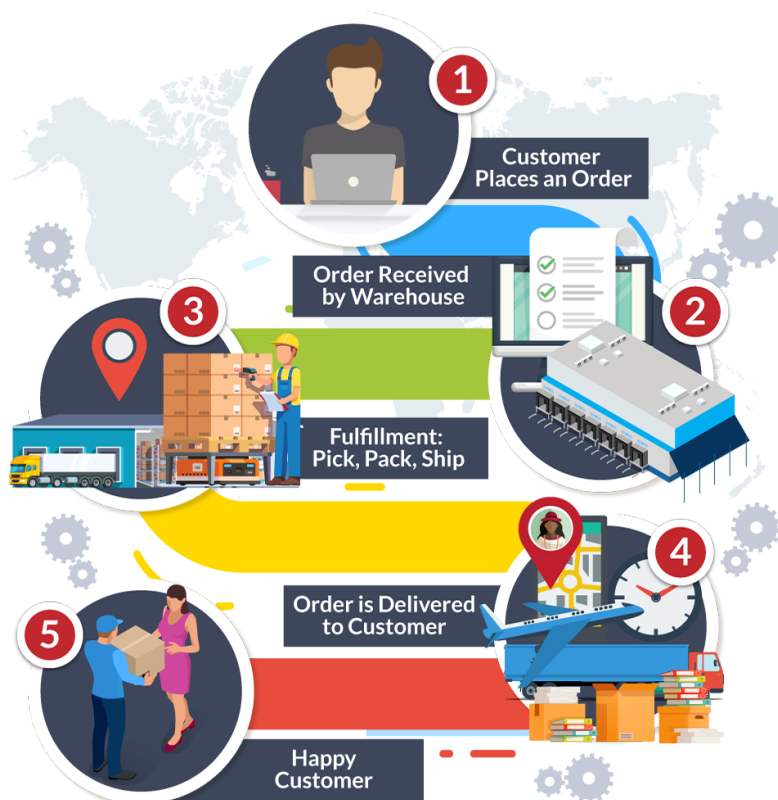 1
Customer
Places an Order
Order Received
by Warehouse
2
3
Fulfillment:
Pick, Pack, Ship
4
Order is Delivered
to Customer
5
Happy
Customer